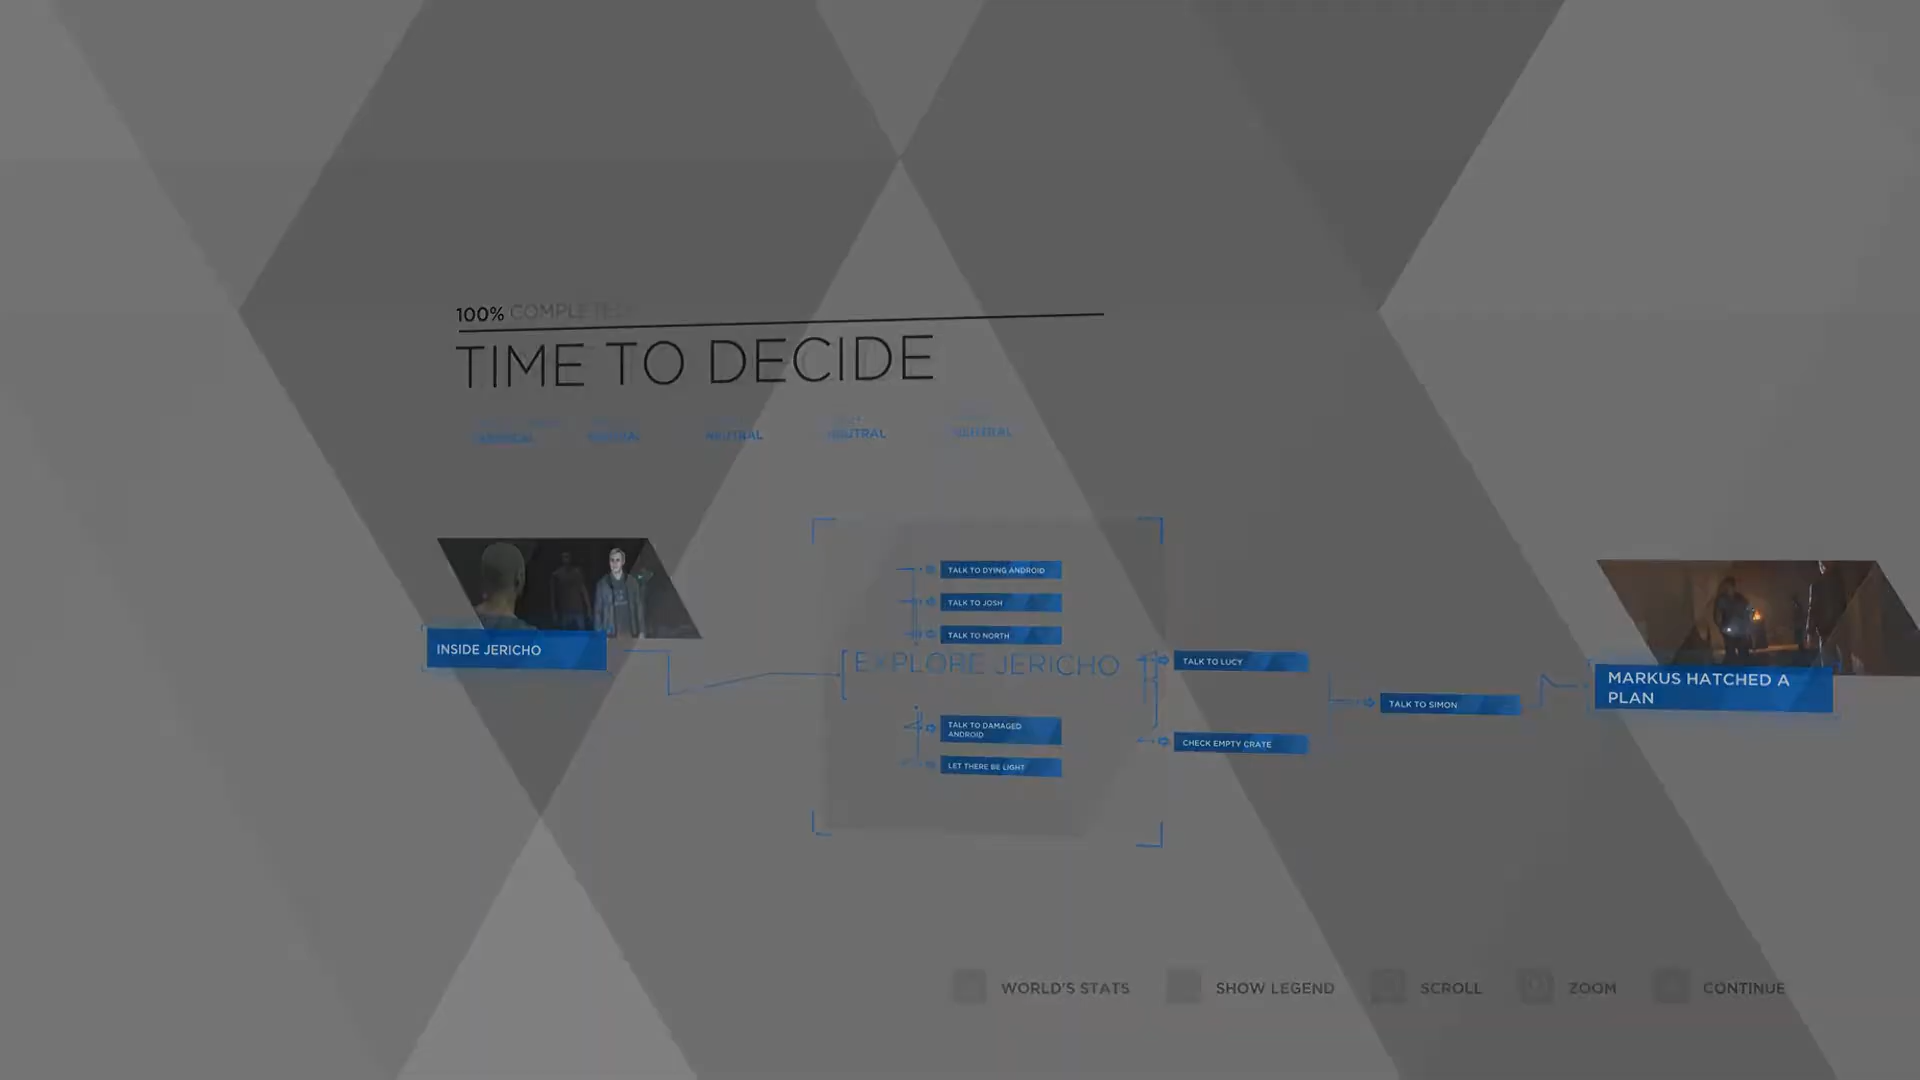 100% COMPLETED
TIME TO DECIDE
NEUTRAL
NEUTRAL
NEUTRAL
INSIDE JERICHO
TALK TO DYING ANDROID
TALK TO JOSH
TALK TO NORTH
EXPLORE JERICHO
TALK TO DAMAGED
ANDROID
LET THERE BE LIGHT
TALK TO LUCY
CHECK EMPTY CRATE
TALK TO SIMON
MARKUS HATCHED A
PLAN
WORLD'S STATS
SHOW LEGEND
SCROLL
ZOOM
CONTINUE